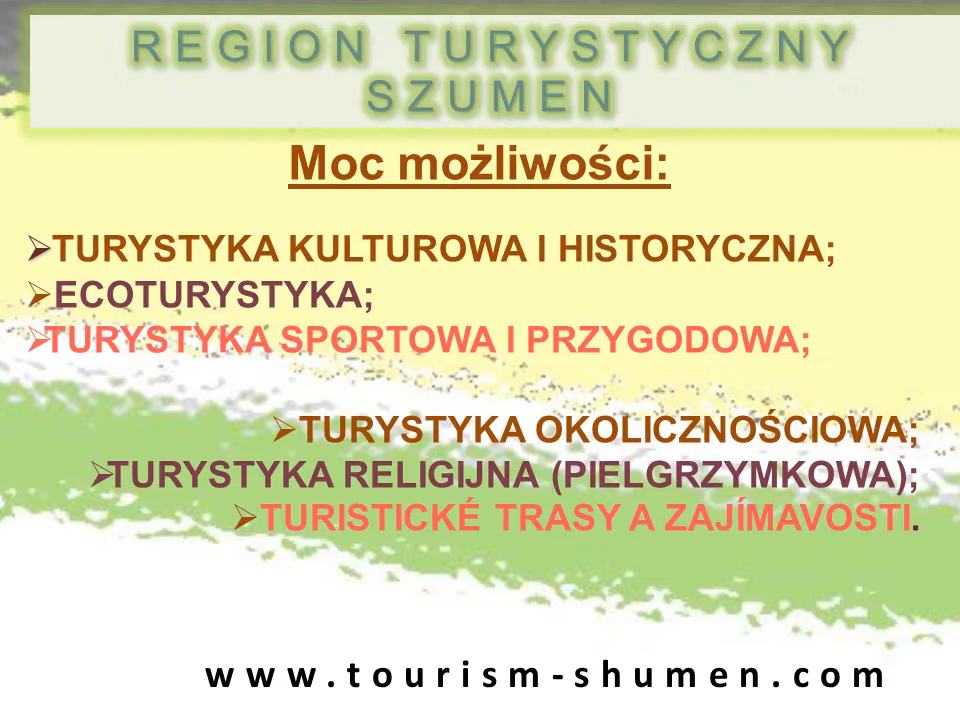 REGION TURYSTYCZNY
SZUMEN
Moc możliwości:
TURYSTYKA KULTUROWA I HISTORYCZNA;
ECOTURYSTYKA;
TURYSTYKA SPORTOWA I PRZYGODOWA;
TURYSTYKA OKOLICZNOŚCIOWA;
TURYSTYKA RELIGIJNA (PIELGRZYMKOWA);
TURISTICKÉ TRASY A ZAJÍMAVOSTI.
www.tourism-shumen.com